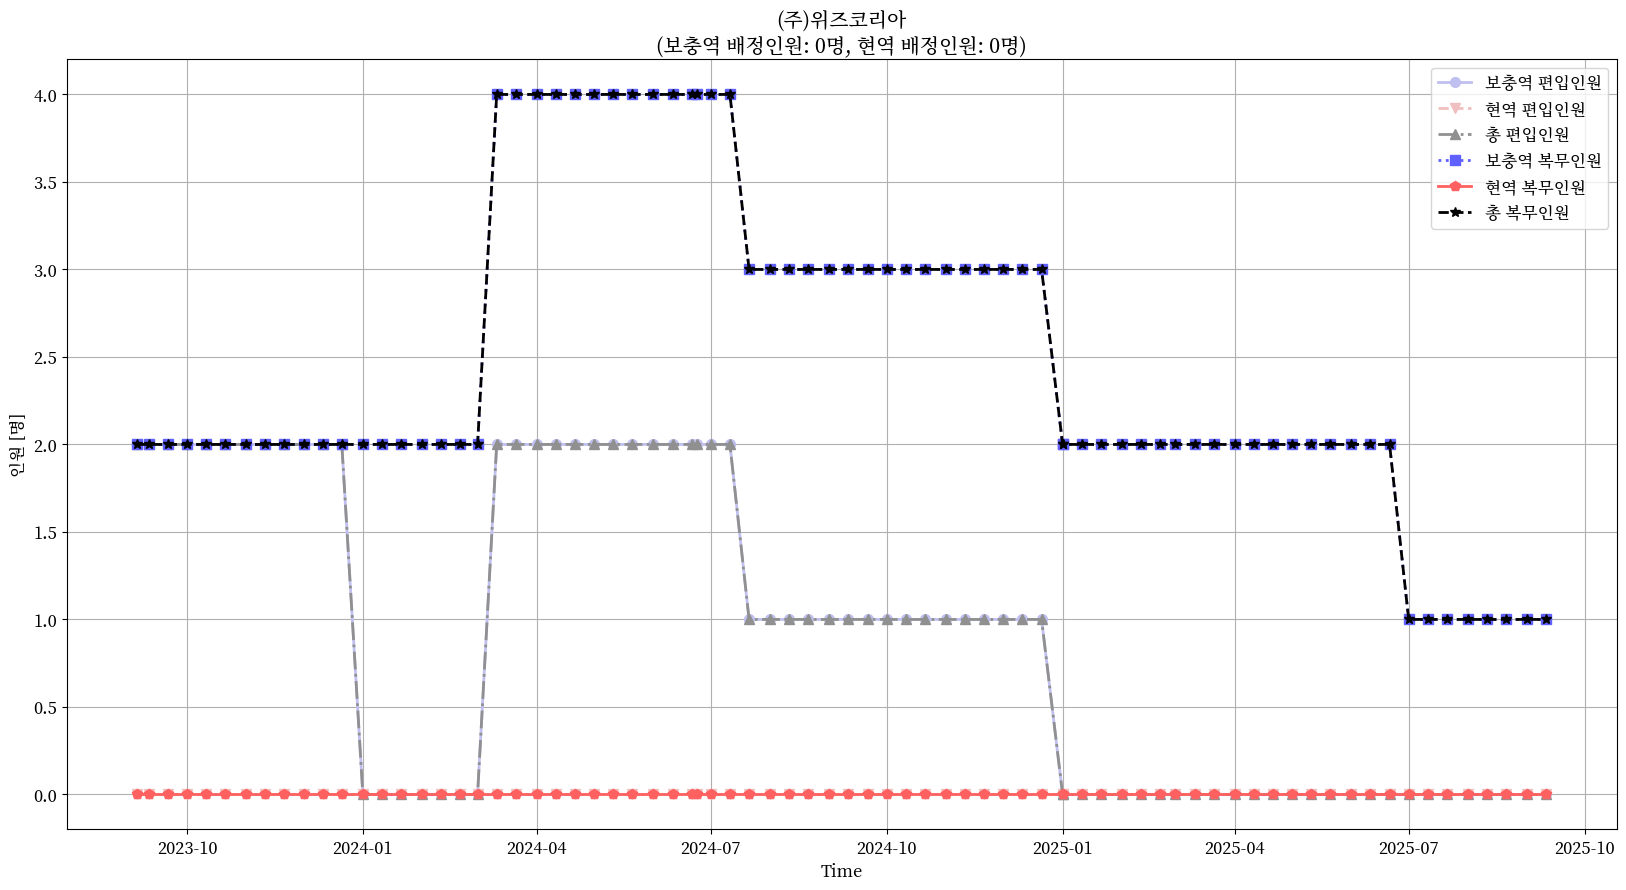 (주)위즈코리아
(보충역 배정인원: 0명, 현역 배정인원: 0명)
보충역 편입인원
현역 편입인원
총 편입인원
보충역 복무인원
현역 복무인원
총 복무인원
인원 [명]
4.0
3.5
3.0
2.5
2.0
1.5
1.0
0.5
0.0
2023-10
2024-01
2024-04
2024-07
2024-10
2025-01
2025-04
2025-07
2025-10
Time